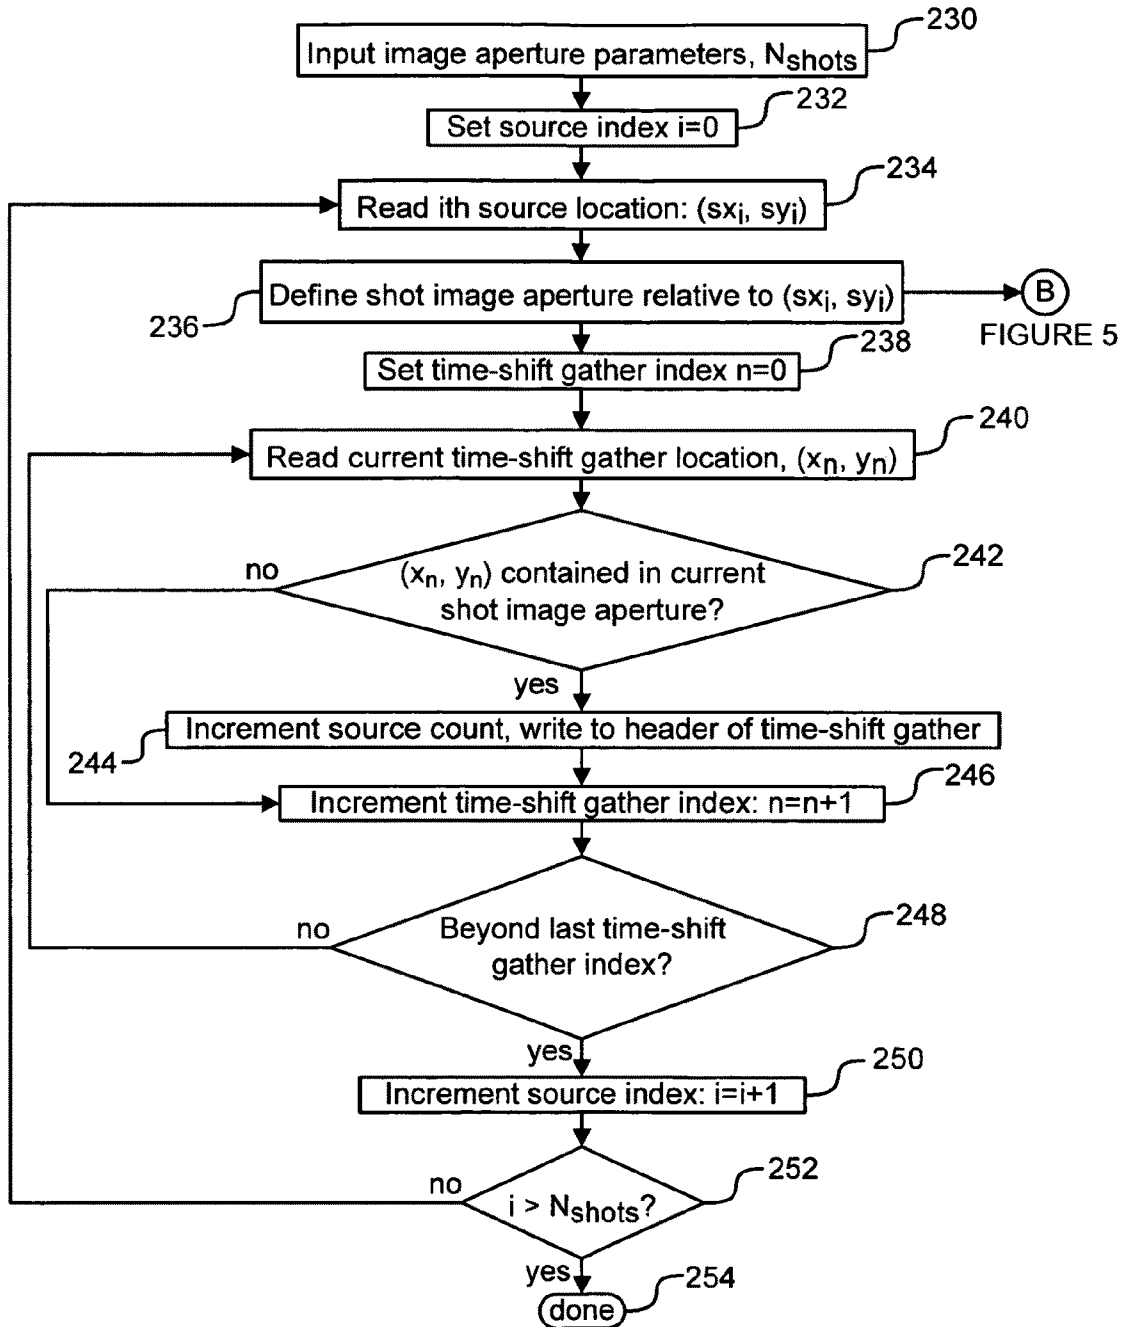 230
Input image aperture parameters, Nshots
232
Set source index i=0
234
Read ith source location: (sxi, syi)
Define shot image aperture relative to (sxi, syi)
B
236
FIGURE 5
238
Set time-shift gather index n=0
240
Read current time-shift gather location, (xn, yn)
242
no
(xn, yn) contained in current
shot image aperture?
yes
Increment source count, write to header of time-shift gather
244
246
Increment time-shift gather index: n=n+1
248
no
Beyond last time-shift
gather index?
yes
250
Increment source index: i=i+1
252
no
i > Nshots?
yes
254
done